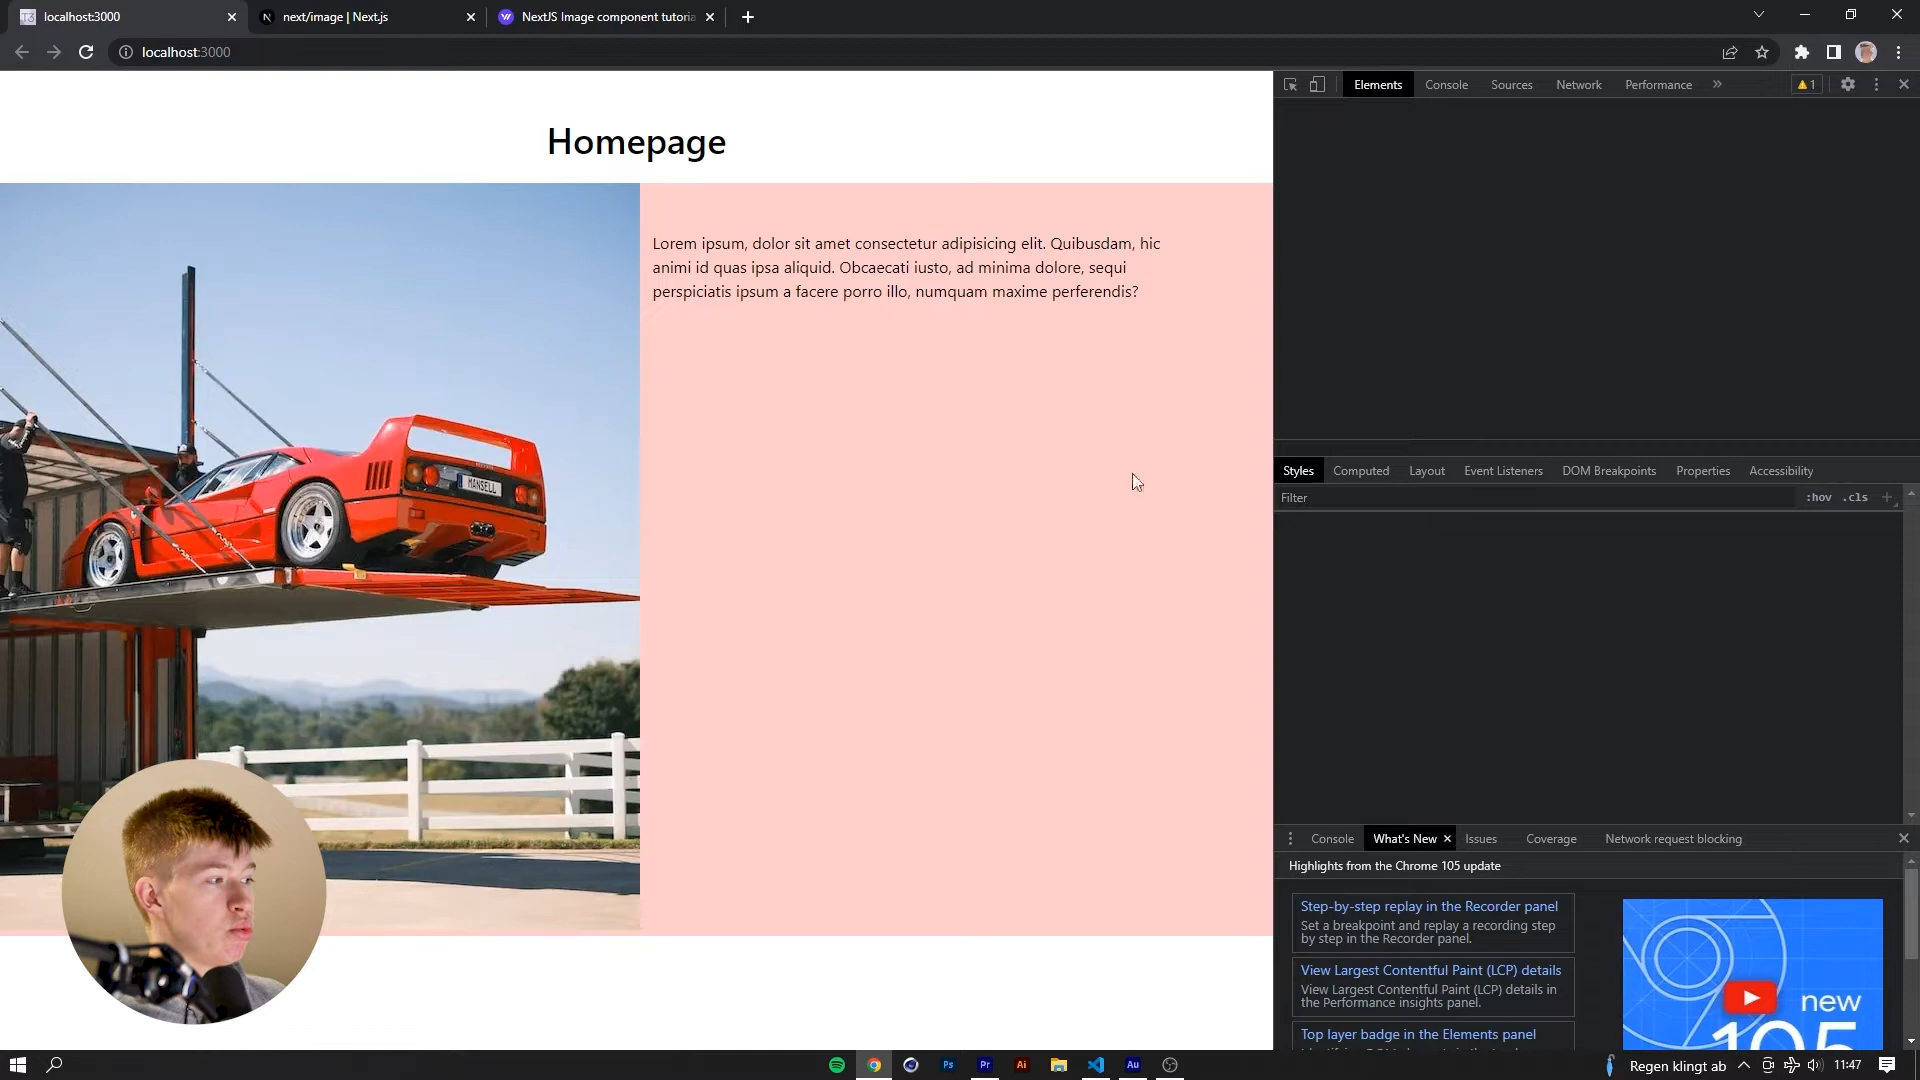 localhost:3000
next/image | Next.js
NextJS Image component tutoria
localhost:3000
Homepage
Lorem ipsum, dolor sit amet consectetur adipisicing elit. Quibusdam, hic
animi id quas ipsa aliquid. Obcaecati iusto, ad minima dolore, sequi
perspiciatis ipsum a facere porro illo, numquam maxime perferendis?
MANSELL
Elements Console Sources Network Performance
1
Styles Computed Layout Event Listeners DOM Breakpoints Properties Accessibility
Filter
:hov .cls
Console What's New Issues Coverage Network request blocking
Highlights from the Chrome 105 update
Step-by-step replay in the Recorder panel
Set a breakpoint and replay a recording step
by step in the Recorder panel.
View Largest Contentful Paint (LCP) details
View Largest Contentful Paint (LCP) details in
the Performance insights panel.
Top layer badge in the Elements panel
new
105
Ps
Pr
Ai
Au
Regen klingt ab
11:47